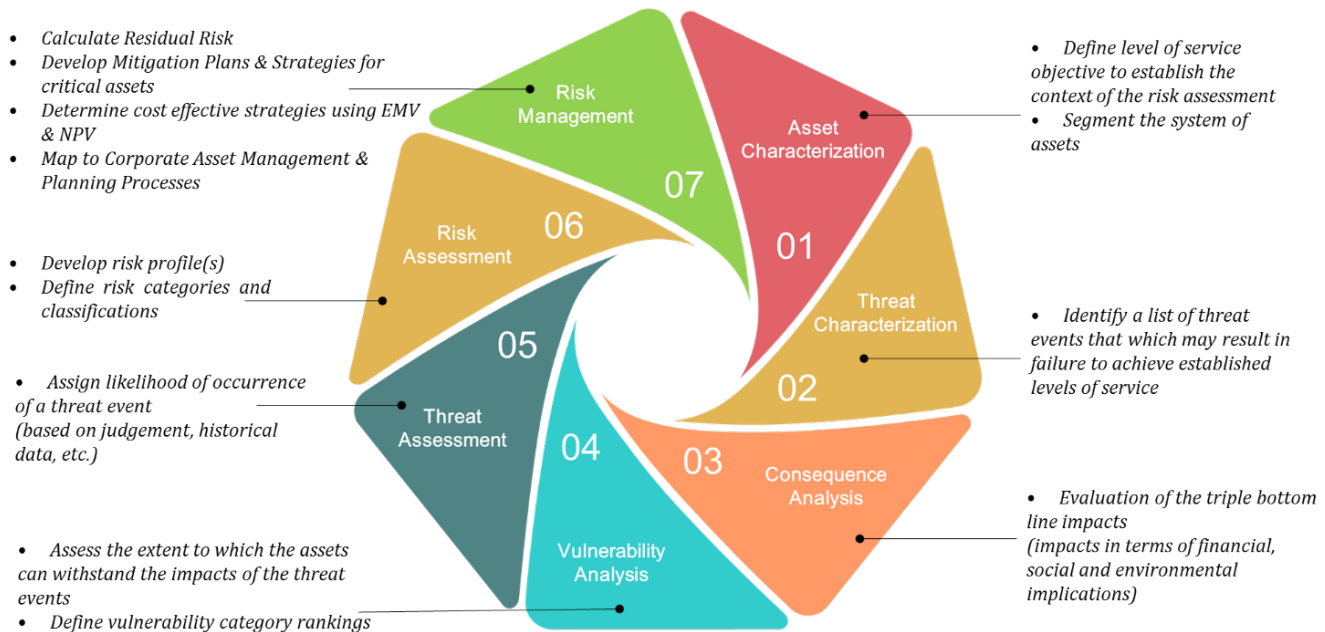 • Calculate Residual Risk
• Develop Mitigation Plans & Strategies for
critical assets
• Determine cost effective strategies using EMV
& NPV
• Map to Corporate Asset Management &
Planning Processes
Risk
Management
07
Asset
Characterization
01
• Define level of service
objective to establish the
context of the risk assessment
• Segment the system of
assets
Risk
Assessment
06
• Develop risk profile(s)
• Define risk categories and
classifications
Threat
Characterization
02
• Identify a list of threat
events that which may result in
failure to achieve established
levels of service
05
Threat
Assessment
• Assign likelihood of occurrence
of a threat event
(based on judgement, historical
data, etc.)
04
Vulnerability
Analysis
• Assess the extent to which the assets
can withstand the impacts of the threat
events
• Define vulnerability category rankings
03
Consequence
Analysis
• Evaluation of the triple bottom
line impacts
(impacts in terms of financial,
social and environmental
implications)